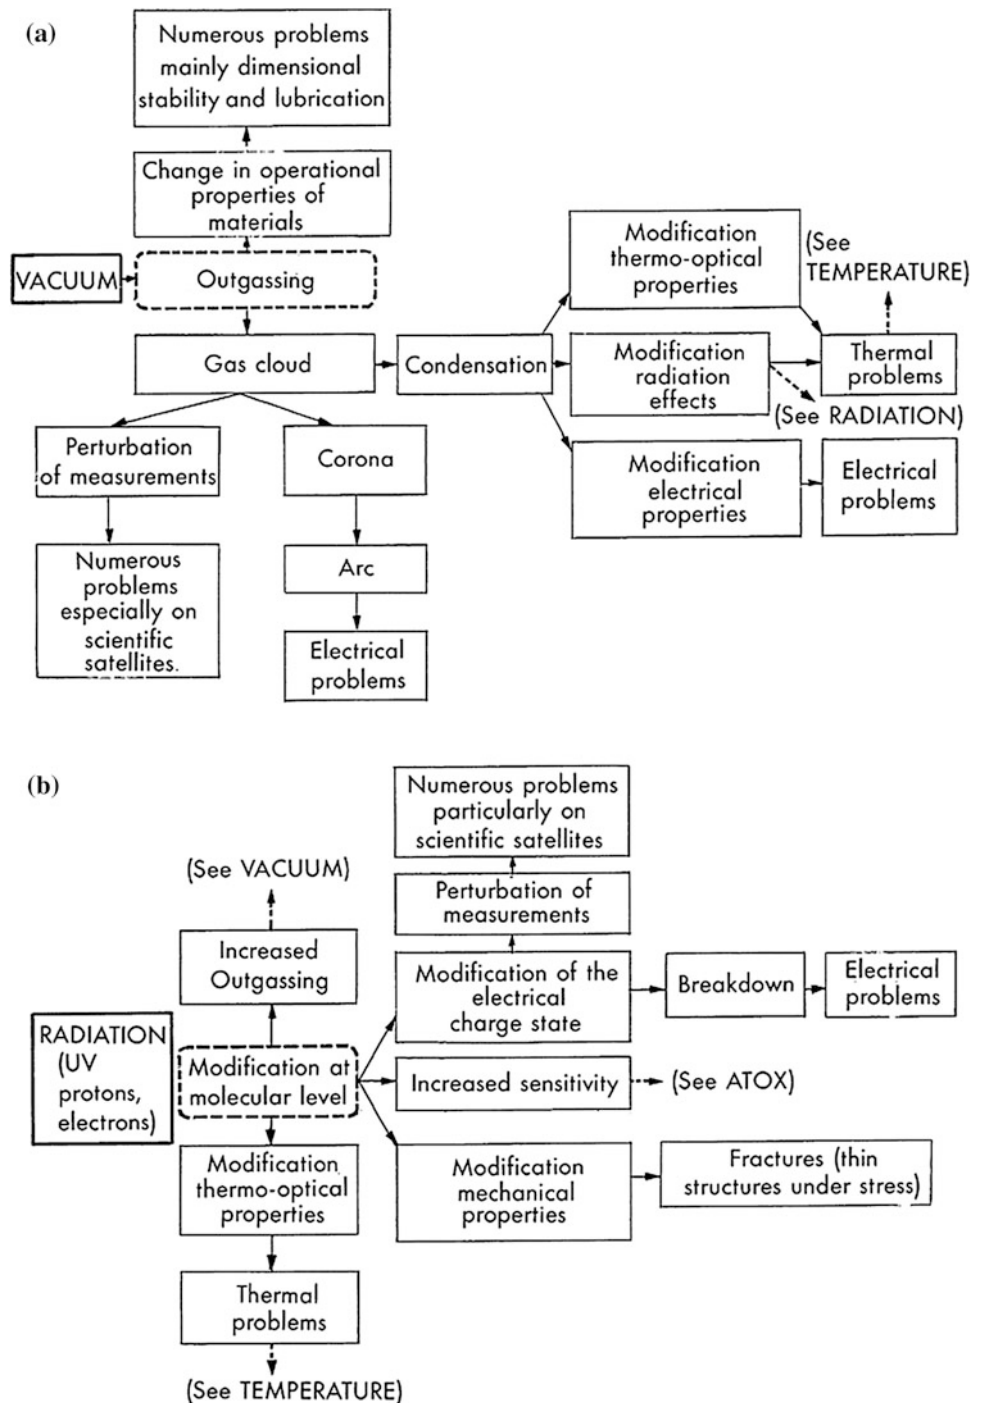 (a)
Numerous problems
mainly dimensional
stability and lubrication
Change in operational
properties of
materials
VACUUM
Outgassing
Gas cloud
Condensation
Modification
thermo-optical
properties
(See
TEMPERATURE)
Modification
radiation
effects
Thermal
problems
(See RADIATION)
Modification
electrical
properties
Electrical
problems
Perturbation
of measurements
Numerous
problems
especially on
scientific
satellites.
Corona
Arc
Electrical
problems
(b)
Numerous problems
particularly on
scientific satellites
Perturbation of
measurements
(See VACUUM)
Increased
Outgassing
Modification of the
electrical
charge state
Breakdown
Electrical
problems
RADIATION
(UV
protons,
electrons)
Modification at
molecular level
Increased sensitivity
(See ATOX)
Modification
thermo-optical
properties
Modification
mechanical
properties
Fractures (thin
structures under stress)
Thermal
problems
(See TEMPERATURE)